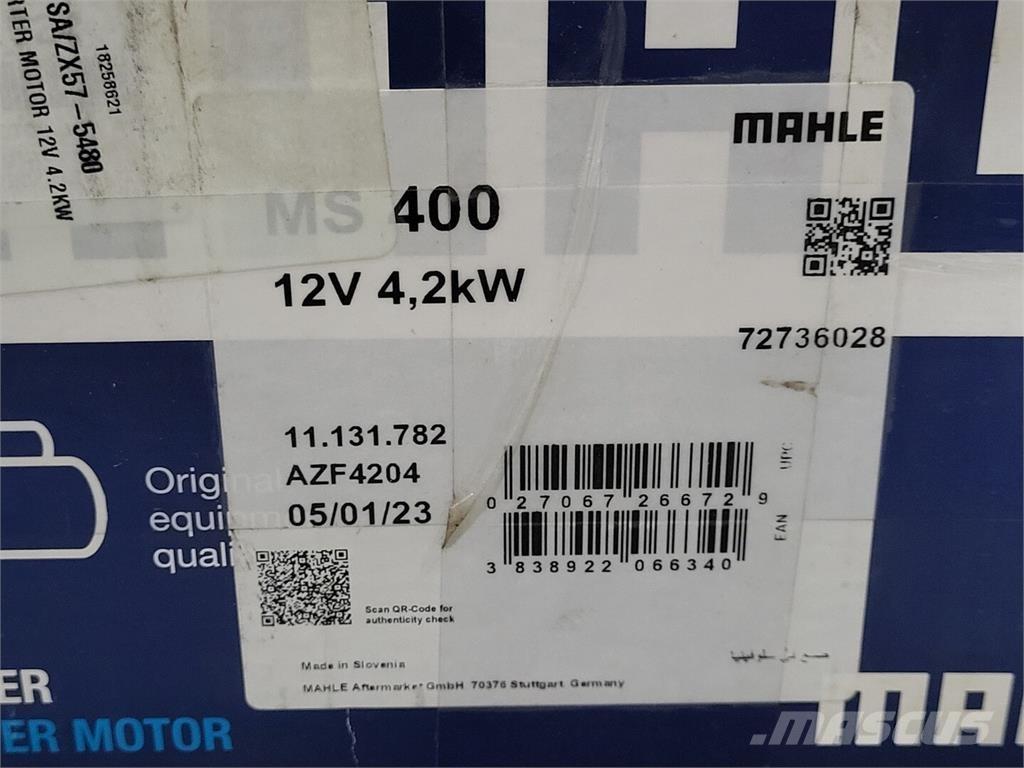 SA/ZX57-5480
18258621
RTER MOTOR 12V 4.2KW
MAHLE
MS 400
12V 4,2kW
72736028
11.131.782
AZF4204
05/01/23
Original
equipm
quali
0 27067 26672 9
UPC
3 838922 066340
EAN
Scan QR-Code for
authenticity check
Made in Slovenia
MAHLE Aftermarket GmbH 70376 Stuttgart Germany
ER
ER MOTOR
MA
MASCUS